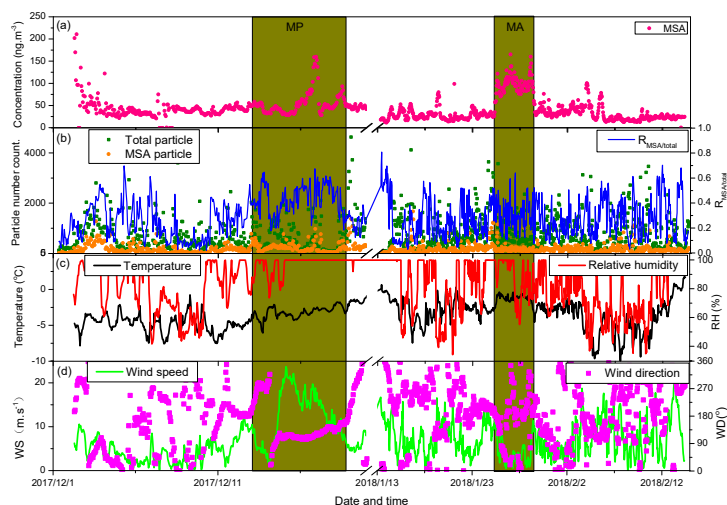 (a) MP MA MSA
Concentration (ng.m⁻³)
250
200
150
100
50
0
(b) Total particle
MSA particle
R_MSA/total
Particle number count.
4000
2000
R_MSA/total
1.0
0.8
0.6
0.4
0.2
0.0
(c) Temperature Relative humidity
Temperature (°C)
0
-5
-10
RH (%)
100
80
60
40
(d) Wind speed Wind direction
WS (m.s⁻¹)
20
10
0
WD(°)
360
270
180
90
0
2017/12/1 2017/12/11 2018/1/13 2018/1/23 2018/2/2 2018/2/12
Date and time